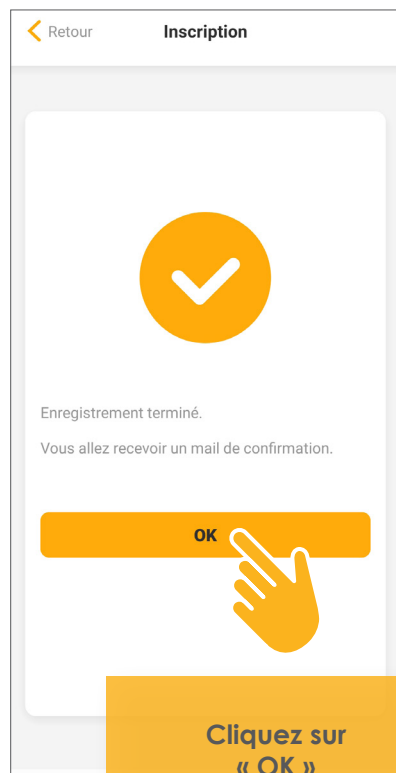 Retour
Inscription
Enregistrement terminé.
Vous allez recevoir un mail de confirmation.
OK
Cliquez sur
« OK »